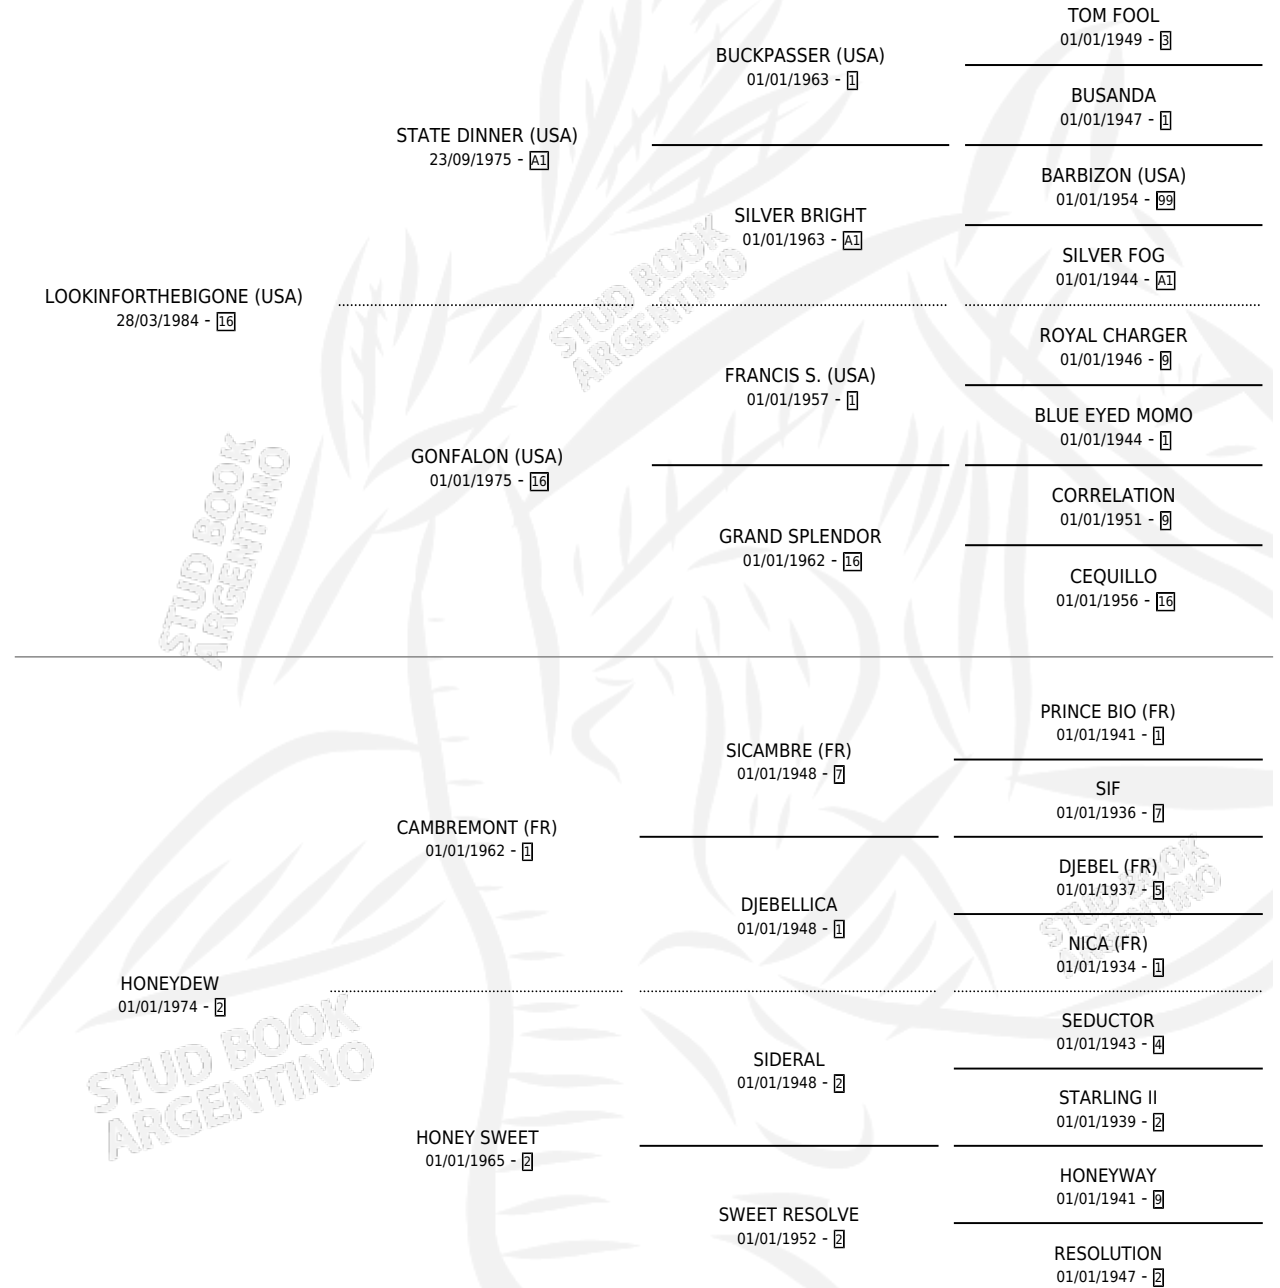 TOM FOOL
01/01/1949 - 3
BUCKPASSER (USA)
01/01/1963 - 1
BUSANDA
01/01/1947 - 1
STATE DINNER (USA)
23/09/1975 - A1
BARBIZON (USA)
01/01/1954 - 99
SILVER BRIGHT
01/01/1963 - A1
SILVER FOG
01/01/1944 - A1
LOOKINFORTHEBIGONE (USA)
28/03/1984 - 16
ROYAL CHARGER
01/01/1946 - 9
FRANCIS S. (USA)
01/01/1957 - 1
BLUE EYED MOMO
01/01/1944 - 1
GONFALON (USA)
01/01/1975 - 16
CORRELATION
01/01/1951 - 9
GRAND SPLENDOR
01/01/1962 - 16
CEQUILLO
01/01/1956 - 16
PRINCE BIO (FR)
01/01/1941 - 1
SICAMBRE (FR)
01/01/1948 - 7
SIF
01/01/1936 - 7
CAMBREMONT (FR)
01/01/1962 - 1
DJEBEL (FR)
01/01/1937 - 5
DJEBELLICA
01/01/1948 - 1
NICA (FR)
01/01/1934 - 1
HONEYDEW
01/01/1974 - 2
SEDUCTOR
01/01/1943 - 4
SIDERAL
01/01/1948 - 2
STARLING II
01/01/1939 - 2
HONEY SWEET
01/01/1965 - 2
HONEYWAY
01/01/1941 - 9
SWEET RESOLVE
01/01/1952 - 2
RESOLUTION
01/01/1947 - 2
STUD BOOK
ARGENTINO
STUD BOOK
ARGENTINO
STUD BOOK
ARGENTINO
STUD BOOK
ARGENTINO